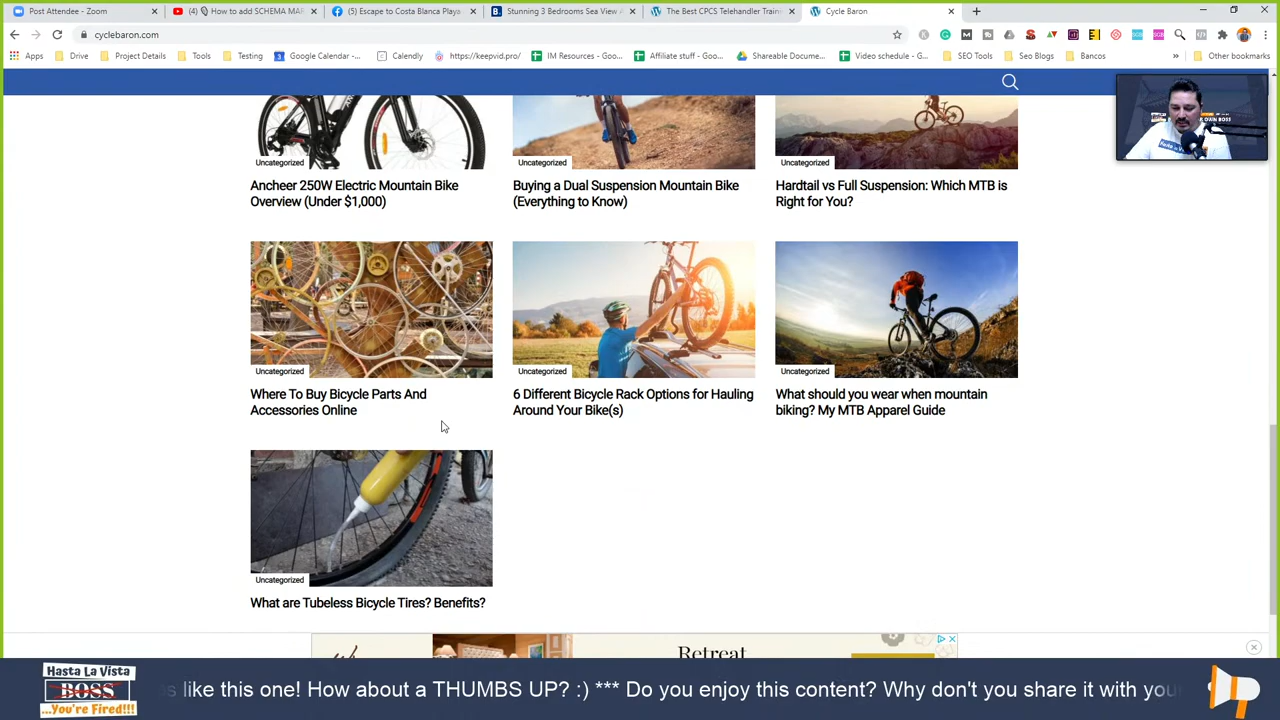 Post Attendee - Zoom
(4) How to add SCHEMA MAR
(5) Escape to Costa Blanca Playa
Stunning 3 Bedrooms Sea View A
The Best CPCS Telehandler Train
Cycle Baron
cyclebaron.com
Apps
Drive
Project Details
Tools
Testing
Google Calendar -...
Calendly
https://keepvid.pro/
IM Resources - Goo...
Affiliate stuff - Goo...
Shareable Docume...
Video schedule - G...
SEO Tools
Seo Blogs
Bancos
Other bookmarks
Uncategorized
Uncategorized
Uncategorized
Ancheer 250W Electric Mountain Bike
Overview (Under $1,000)
Buying a Dual Suspension Mountain Bike
(Everything to Know)
Hardtail vs Full Suspension: Which MTB is
Right for You?
Uncategorized
Uncategorized
Uncategorized
Where To Buy Bicycle Parts And
Accessories Online
6 Different Bicycle Rack Options for Hauling
Around Your Bike(s)
What should you wear when mountain
biking? My MTB Apparel Guide
Uncategorized
What are Tubeless Bicycle Tires? Benefits?
Retreat
Hasta La Vista
BOSS
...You're Fired!!!
like this one! How about a THUMBS UP? :) *** Do you enjoy this content? Why don't you share it with